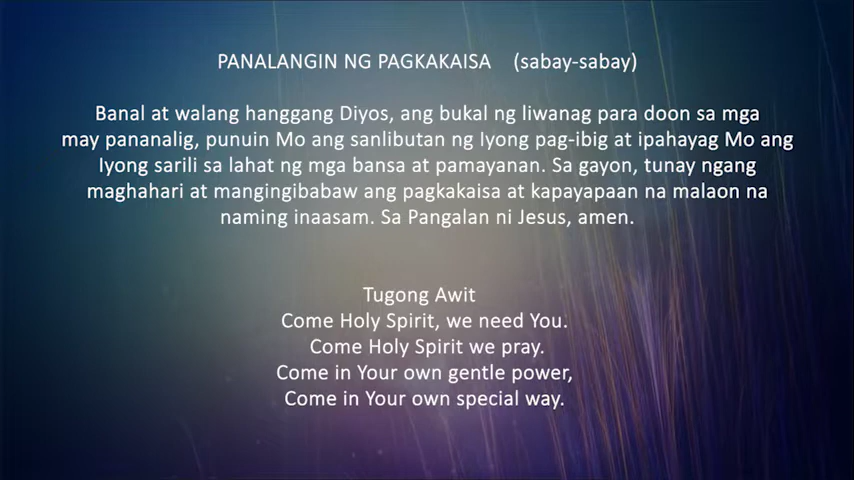 PANALANGIN NG PAGKAKAISA (sabay-sabay)
Banal at walang hanggang Diyos, ang bukal ng liwanag para doon sa mga
may pananalig, punuin Mo ang sanlibutan ng Iyong pag-ibig at ipahayag Mo ang
Iyong sarili sa lahat ng mga bansa at pamayanan. Sa gayon, tunay ngang
maghahari at mangingibabaw ang pagkakaisa at kapayapaan na malaon na
naming inaasam. Sa Pangalan ni Jesus, amen.
Tugong Awit
Come Holy Spirit, we need You.
Come Holy Spirit we pray.
Come in Your own gentle power,
Come in Your own special way.